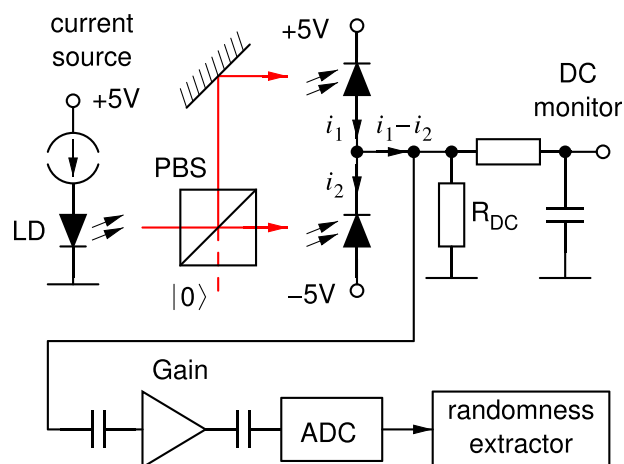 current
source
+5V
LD
PBS
|0⟩
+5V
i1
i1−i2
i2
−5V
DC
monitor
RDC
Gain
ADC
randomness
extractor